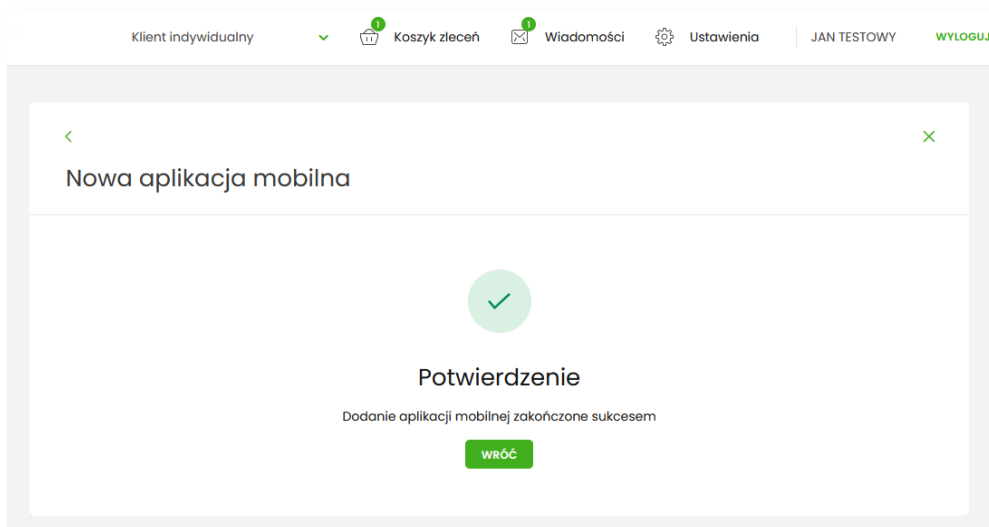 Klient indywidualny 1 Koszyk zleceń 1 Wiadomości Ustawienia JAN TESTOWY WYLOGUJ
Nowa aplikacja mobilna
Potwierdzenie
Dodanie aplikacji mobilnej zakończone sukcesem
WRÓĆ